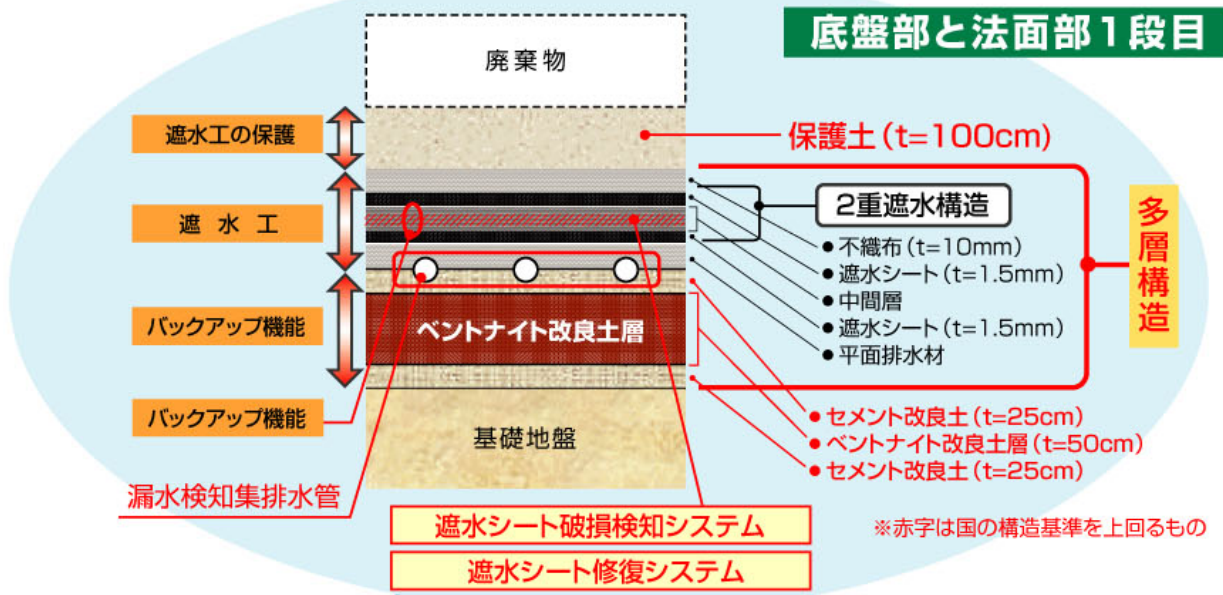 底盤部と法面部1段目
廃棄物
遮水工の保護
保護土(t=100cm)
遮水工
2重遮水構造
多層構造
●不織布(t=10mm)
●遮水シート(t=1.5mm)
●中間層
●遮水シート(t=1.5mm)
●平面排水材
バックアップ機能
ベントナイト改良土層
バックアップ機能
基礎地盤
●セメント改良土(t=25cm)
●ベントナイト改良土層(t=50cm)
●セメント改良土(t=25cm)
漏水検知集排水管
遮水シート破損検知システム
遮水シート修復システム
※赤字は国の構造基準を上回るもの